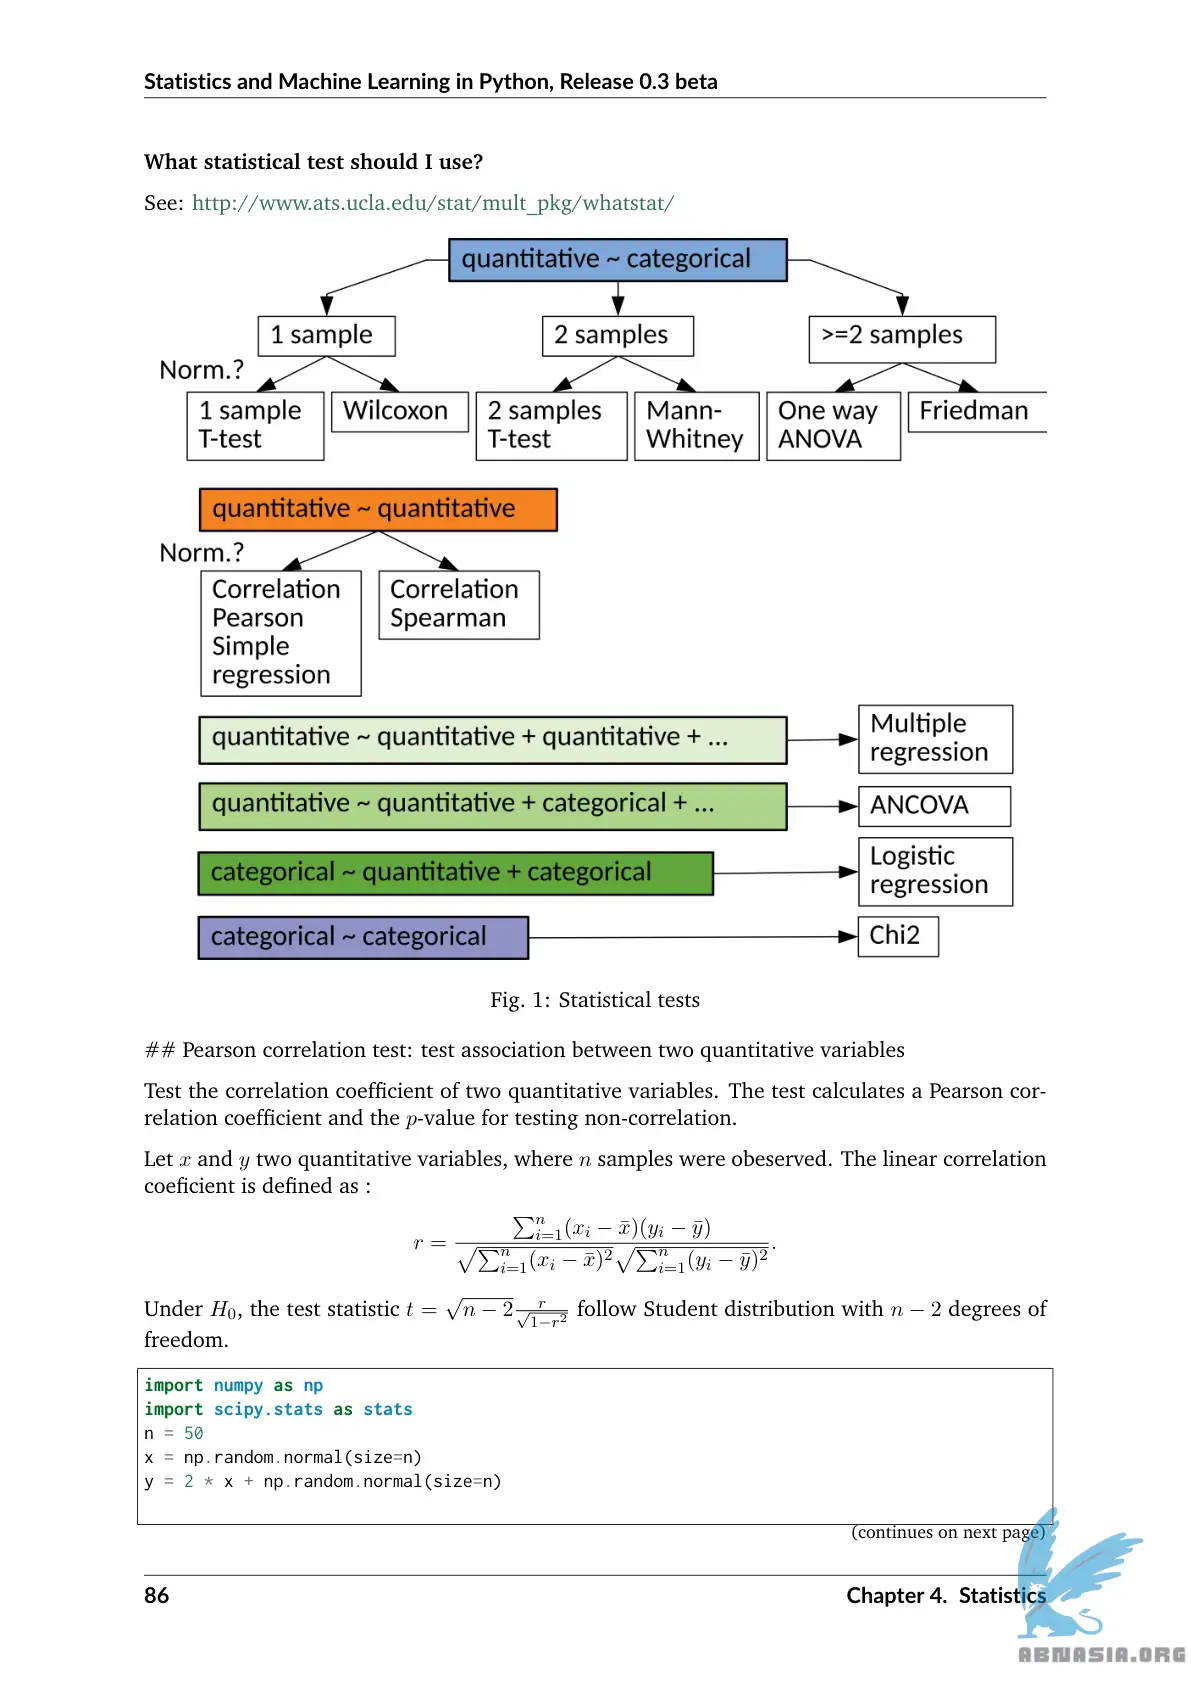 Statistics and Machine Learning in Python, Release 0.3 beta
What statistical test should I use?
See: http://www.ats.ucla.edu/stat/mult_pkg/whatstat/
quantitative ~ categorical
1 sample
2 samples
>=2 samples
Norm.?
1 sample
T-test
Wilcoxon
2 samples
T-test
Mann-
Whitney
One way
ANOVA
Friedman
quantitative ~ quantitative
Norm.?
Correlation
Pearson
Simple
regression
Correlation
Spearman
quantitative ~ quantitative + quantitative + ...
Multiple
regression
quantitative ~ quantitative + categorical + ...
ANCOVA
categorical ~ quantitative + categorical
Logistic
regression
categorical ~ categorical
Chi2
Fig. 1: Statistical tests
## Pearson correlation test: test association between two quantitative variables
Test the correlation coefficient of two quantitative variables. The test calculates a Pearson cor-
relation coefficient and the p-value for testing non-correlation.
Let x and y two quantitative variables, where n samples were obeserved. The linear correlation
coeficient is defined as :
r = \frac{\sum_{i=1}^{n}(x_i − \bar{x})(y_i − \bar{y})}{\sqrt{\sum_{i=1}^{n}(x_i − \bar{x})^2}\sqrt{\sum_{i=1}^{n}(y_i − \bar{y})^2}}.
Under H_0, the test statistic t = \sqrt{n − 2}\frac{r}{\sqrt{1−r^2}} follow Student distribution with n − 2 degrees of
freedom.
import numpy as np
import scipy.stats as stats
n = 50
x = np.random.normal(size=n)
y = 2 * x + np.random.normal(size=n)
(continues on next page)
86
Chapter 4. Statistics
ABNASIA.ORG